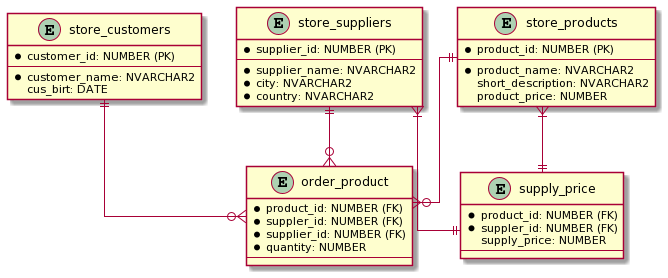 E store_customers
customer_id: NUMBER (PK)
customer_name: NVARCHAR2
cus_birt: DATE
E store_suppliers
supplier_id: NUMBER (PK)
supplier_name: NVARCHAR2
city: NVARCHAR2
country: NVARCHAR2
E store_products
product_id: NUMBER (PK)
product_name: NVARCHAR2
short_description: NVARCHAR2
product_price: NUMBER
E order_product
product_id: NUMBER (FK)
suppler_id: NUMBER (FK)
supplier_id: NUMBER (FK)
quantity: NUMBER
E supply_price
product_id: NUMBER (FK)
suppler_id: NUMBER (FK)
supply_price: NUMBER